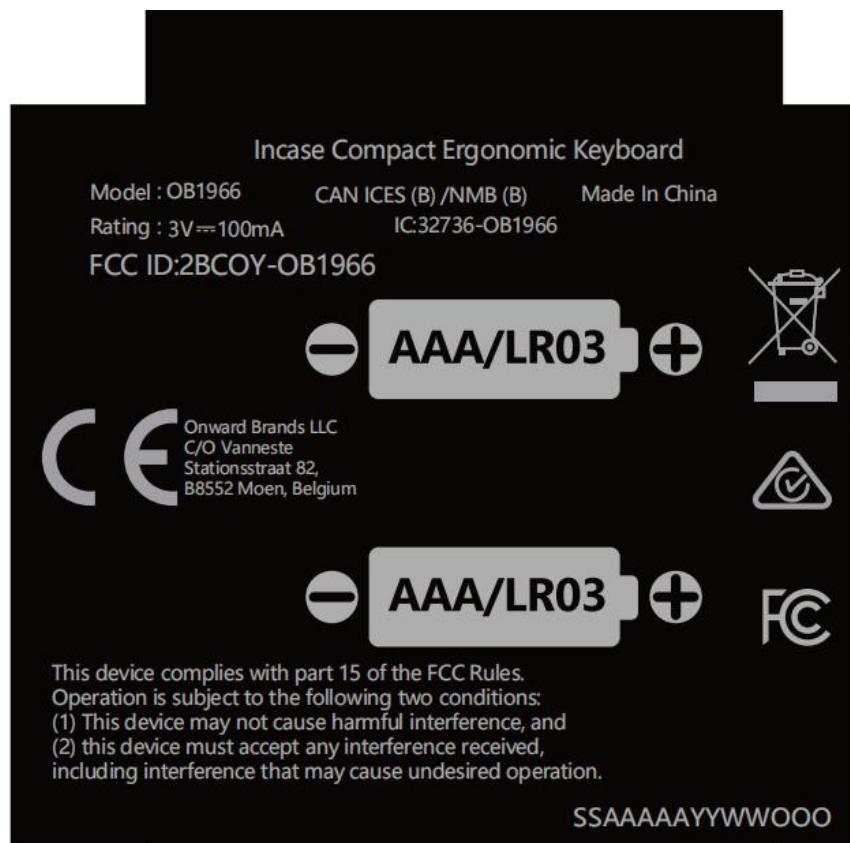 Incase Compact Ergonomic Keyboard
Model : OB1966 CAN ICES (B) /NMB (B) Made In China
Rating : 3V⎓100mA IC:32736-OB1966
FCC ID:2BCOY-OB1966
AAA/LR03
CE
Onward Brands LLC
C/O Vanneste
Stationsstraat 82,
B8552 Moen, Belgium
AAA/LR03
FC
This device complies with part 15 of the FCC Rules.
Operation is subject to the following two conditions:
(1) This device may not cause harmful interference, and
(2) this device must accept any interference received,
including interference that may cause undesired operation.
SSAAAAAYYWWOOO